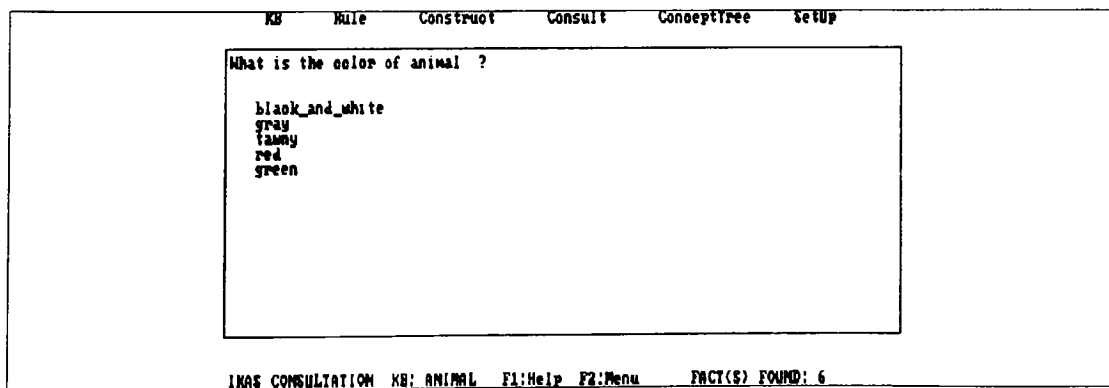 KB Rule Construct Consult ConceptTree SetUp
What is the color of animal ?
black_and_white
gray
tawny
red
green
IKAS CONSULTATION KB: ANIMAL F1:Help F2:Menu FACT(S) FOUND: 6